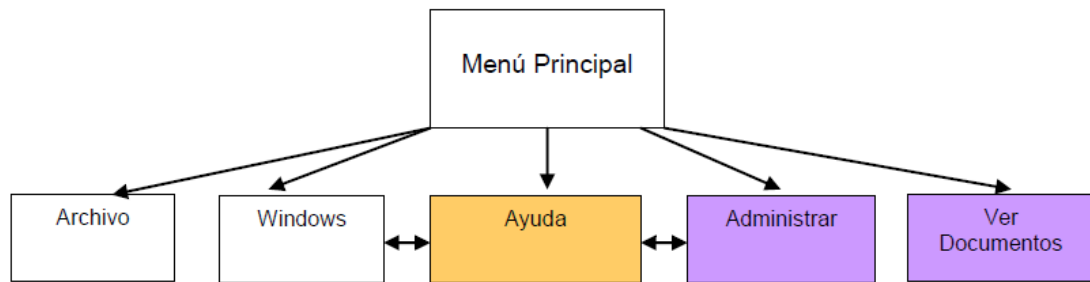 Menú Principal
Archivo
Windows
Ayuda
Administrar
Ver
Documentos